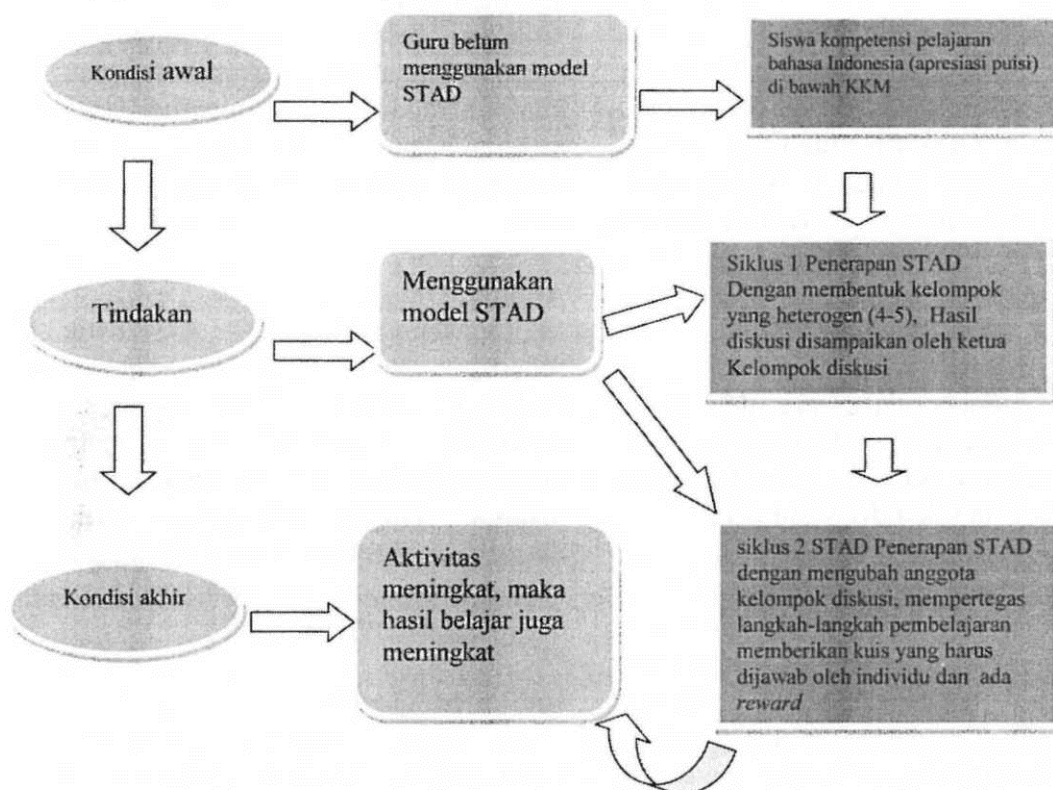 Kondisi awal
Guru belum
menggunakan model
STAD
Siswa kompetensi pelajaran
bahasa Indonesia (apresiasi puisi)
di bawah KKM
Tindakan
Menggunakan
model STAD
Siklus 1 Penerapan STAD
Dengan membentuk kelompok
yang heterogen (4-5), Hasil
diskusi disampaikan oleh ketua
Kelompok diskusi
Kondisi akhir
Aktivitas
meningkat, maka
hasil belajar juga
meningkat
siklus 2 STAD Penerapan STAD
dengan mengubah anggota
kelompok diskusi, mempertegas
langkah-langkah pembelajaran
memberikan kuis yang harus
dijawab oleh individu dan ada
reward